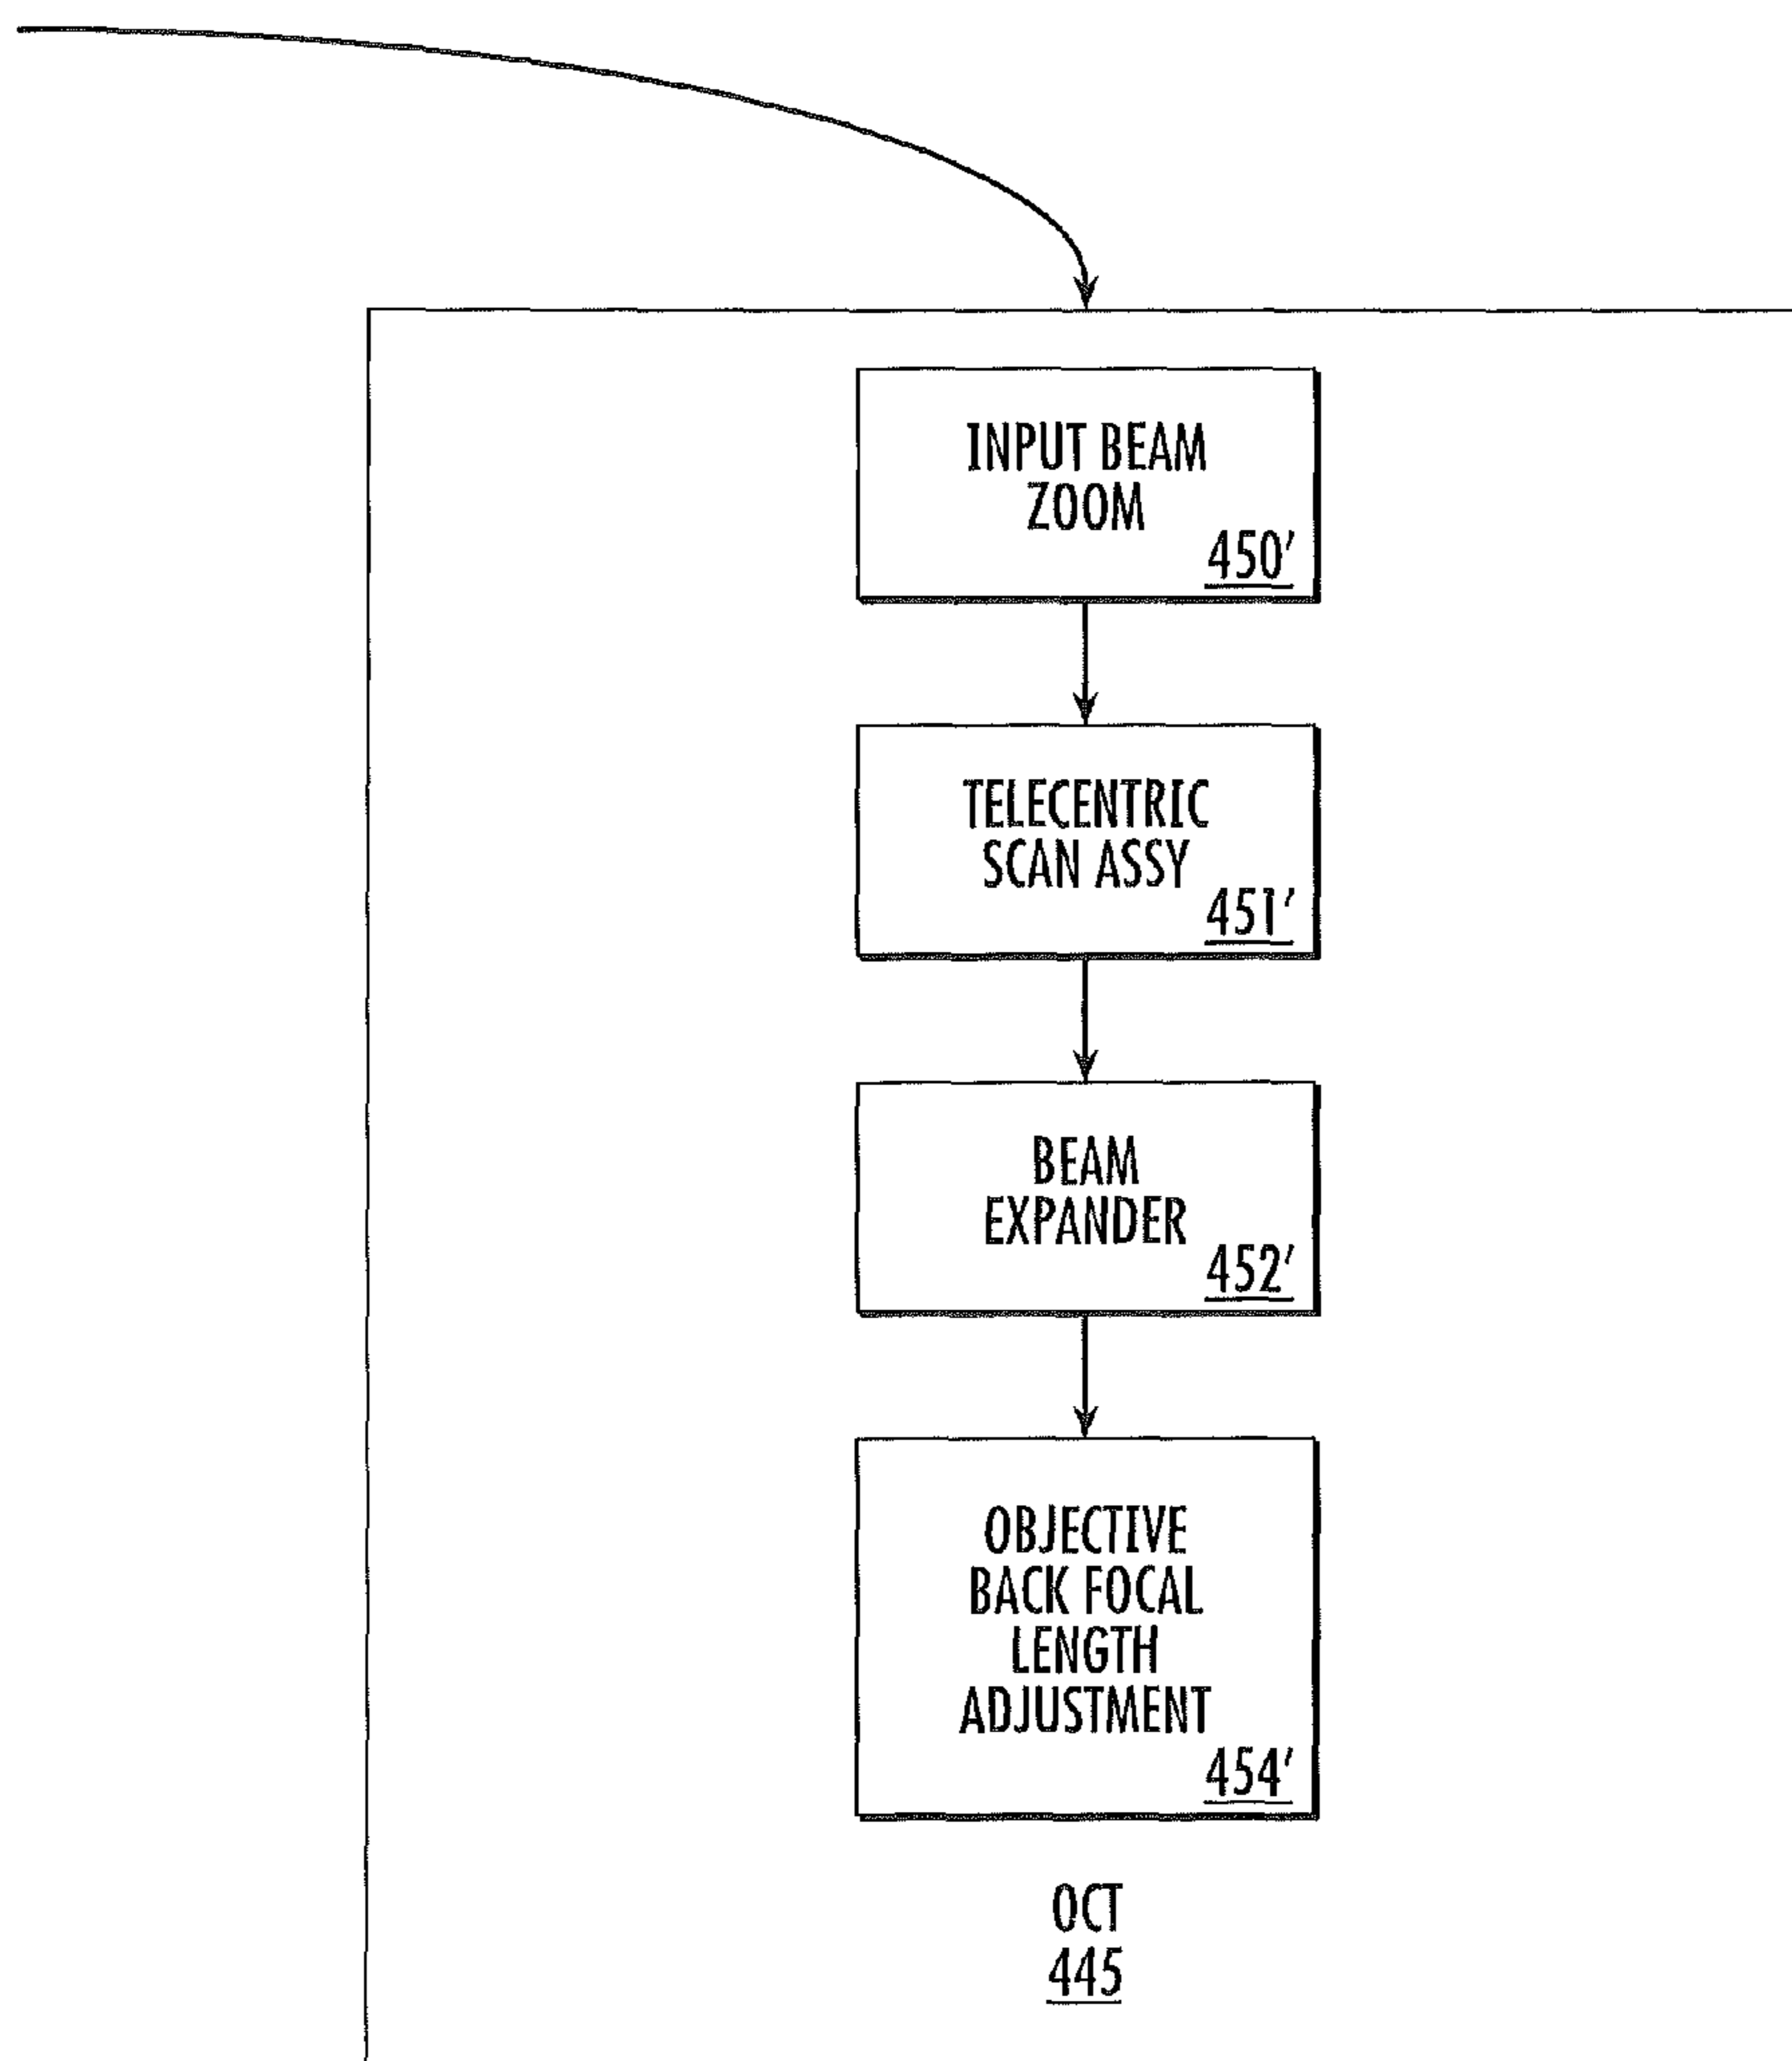 INPUT BEAM
ZOOM
450′
TELECENTRIC
SCAN ASSY
451′
BEAM
EXPANDER
452′
OBJECTIVE
BACK FOCAL
LENGTH
ADJUSTMENT
454′
OCT
445